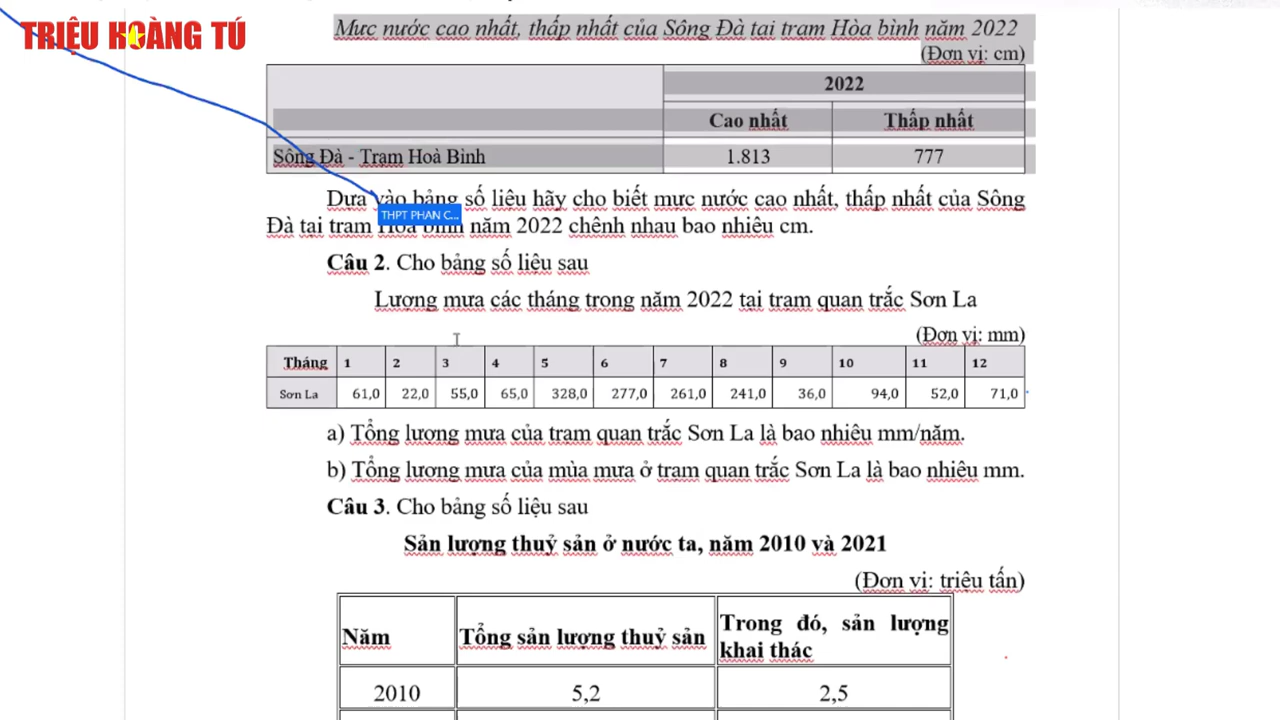 TRIỆU HOÀNG TÚ
Mực nước cao nhất, thấp nhất của Sông Đà tại trạm Hòa bình năm 2022
(Đơn vị: cm)
2022
Cao nhất Thấp nhất
Sông Đà - Trạm Hoà Bình 1.813 777
Dựa vào bảng số liệu hãy cho biết mực nước cao nhất, thấp nhất của Sông
THPT PHAN C...
Đà tại trạm Hòa bình năm 2022 chênh nhau bao nhiêu cm.
Câu 2. Cho bảng số liệu sau
Lượng mưa các tháng trong năm 2022 tại trạm quan trắc Sơn La
(Đơn vị: mm)
Tháng 1 2 3 4 5 6 7 8 9 10 11 12
Sơn La 61,0 22,0 55,0 65,0 328,0 277,0 261,0 241,0 36,0 94,0 52,0 71,0
a) Tổng lượng mưa của trạm quan trắc Sơn La là bao nhiêu mm/năm.
b) Tổng lượng mưa của mùa mưa ở trạm quan trắc Sơn La là bao nhiêu mm.
Câu 3. Cho bảng số liệu sau
Sản lượng thuỷ sản ở nước ta, năm 2010 và 2021
(Đơn vị: triệu tấn)
Năm Tổng sản lượng thuỷ sản Trong đó, sản lượng
khai thác
2010 5,2 2,5